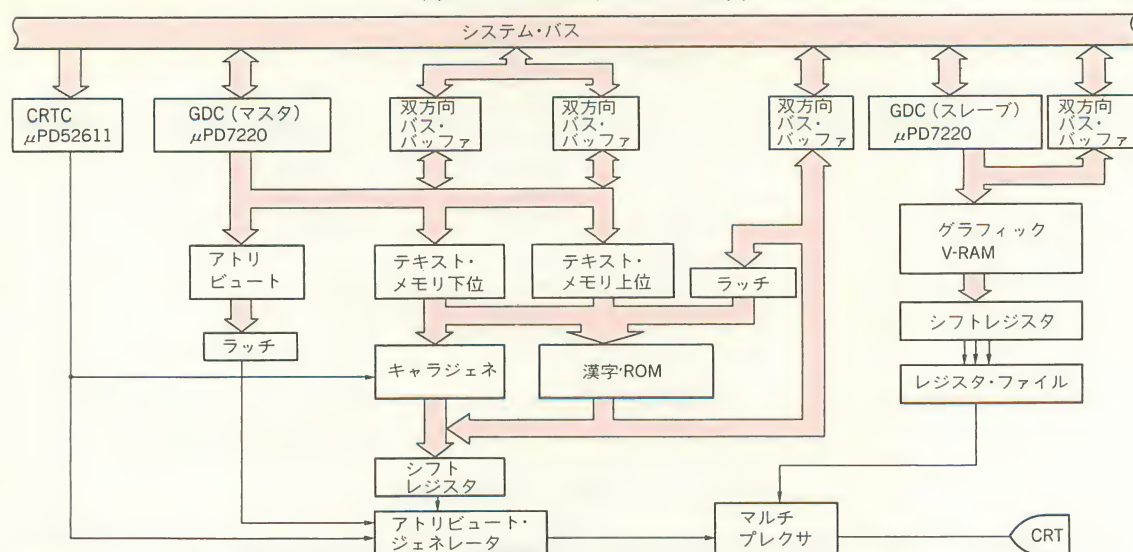 システム・バス
CRTC
μPD52611
GDC(マスタ)
μPD7220
双方向
バス・
バッファ
双方向
バス・
バッファ
双方向
バス・
バッファ
GDC(スレーブ)
μPD7220
双方向
バス・
バッファ
アトリ
ビュート
テキスト・
メモリ下位
テキスト・
メモリ上位
ラッチ
グラフィック
V-RAM
ラッチ
キャラジェネ
漢字・ROM
シフトレジスタ
レジスタ・ファイル
シフト
レジスタ
アトリビュート・
ジェネレータ
マルチ
プレクサ
CRT